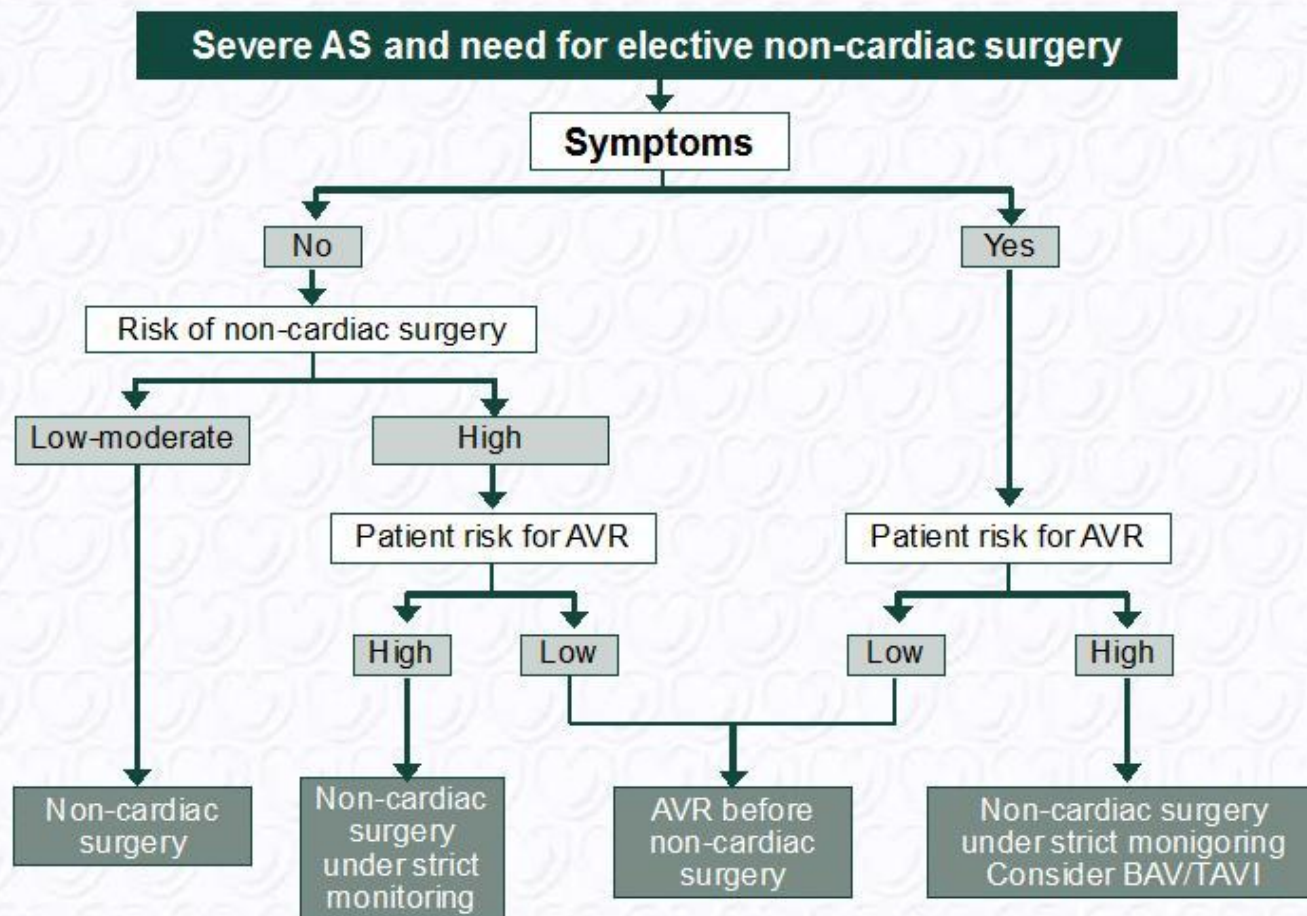 Severe AS and need for elective non-cardiac surgery
Symptoms
No
Yes
Risk of non-cardiac surgery
Low-moderate
High
Patient risk for AVR
Patient risk for AVR
High
Low
Low
High
Non-cardiac
surgery
Non-cardiac
surgery
under strict
monitoring
AVR before
non-cardiac
surgery
Non-cardiac surgery
under strict monigoring
Consider BAV/TAVI